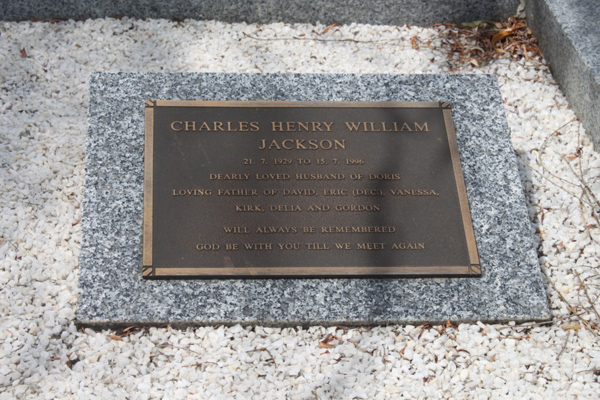 CHARLES HENRY WILLIAM
JACKSON
21. 7. 1929 TO 15. 7. 1996
DEARLY LOVED HUSBAND OF DORIS
LOVING FATHER OF DAVID, ERIC (DEC.), VANESSA,
KIRK, DELIA AND GORDON
WILL ALWAYS BE REMEMBERED
GOD BE WITH YOU TILL WE MEET AGAIN